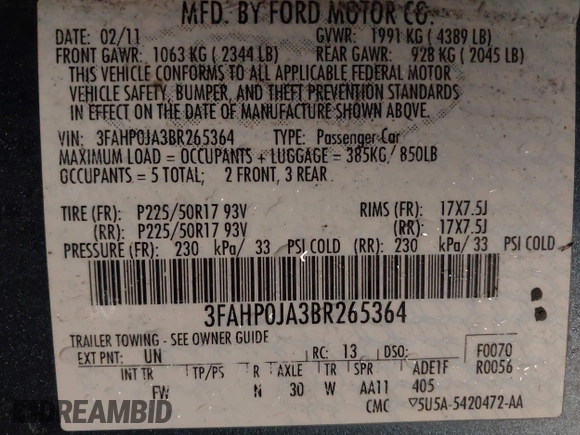 MFD. BY FORD MOTOR CO.
DATE: 02/11 GVWR: 1991 KG ( 4389 LB)
FRONT GAWR: 1063 KG ( 2344 LB) REAR GAWR: 928 KG ( 2045 LB)
THIS VEHICLE CONFORMS TO ALL APPLICABLE FEDERAL MOTOR
VEHICLE SAFETY, BUMPER, AND THEFT PREVENTION STANDARDS
IN EFFECT ON THE DATE OF MANUFACTURE SHOWN ABOVE.
VIN: 3FAHP0JA3BR265364 TYPE: Passenger Car
MAXIMUM LOAD = OCCUPANTS + LUGGAGE = 385KG / 850LB
OCCUPANTS = 5 TOTAL; 2 FRONT, 3 REAR
TIRE (FR): P225/50R17 93V RIMS (FR): 17X7.5J
(RR): P225/50R17 93V (RR): 17X7.5J
PRESSURE (FR): 230 kPa/ 33 PSI COLD (RR): 230 kPa/ 33 PSI COLD
3FAHP0JA3BR265364
TRAILER TOWING - SEE OWNER GUIDE
EXT PNT: UN RC: 13 DSO: F0070
INT TR TP/PS R AXLE TR SPR ADE1F R0056
FW N 30 W AA11 405
CMC ▽5U5A-5420472-AA
DREAMBID